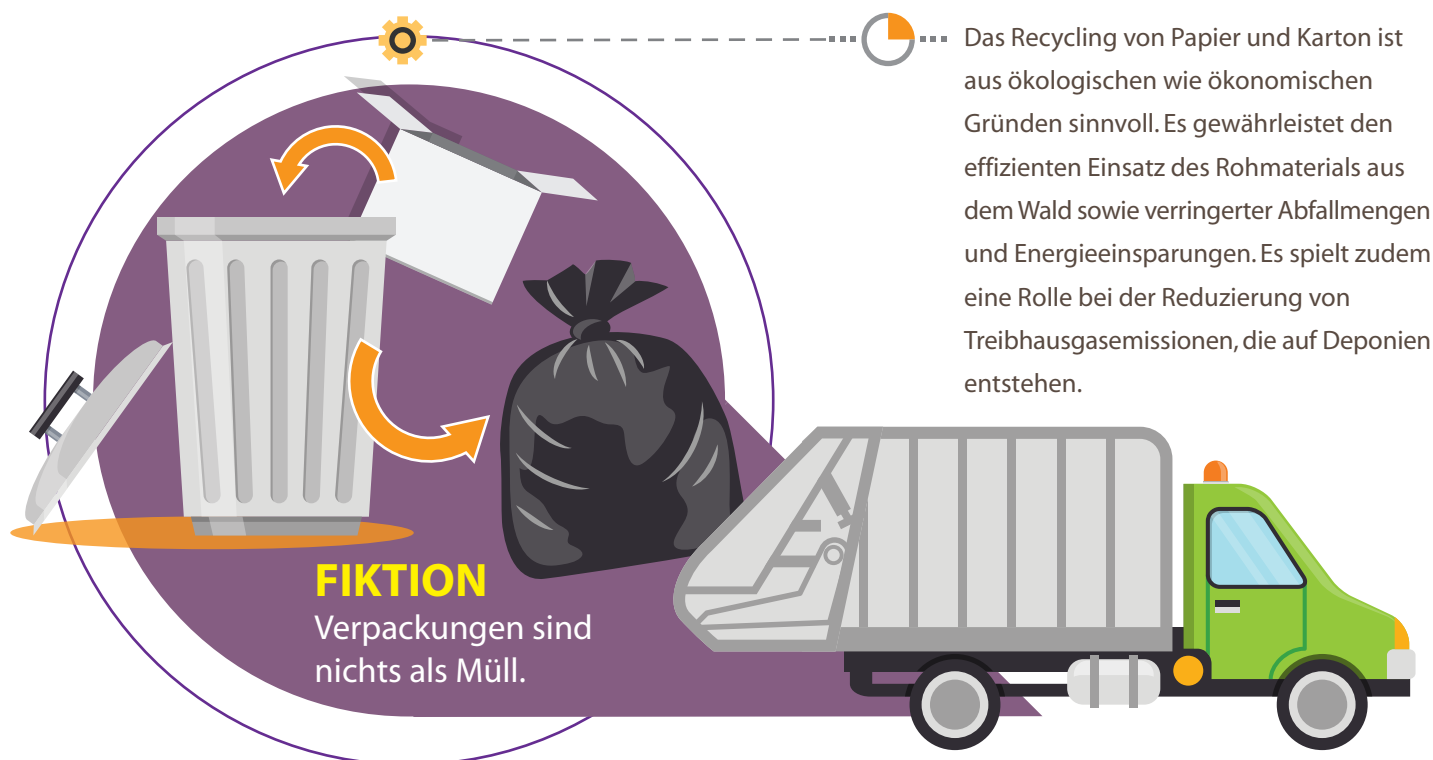 Das Recycling von Papier und Karton ist
aus ökologischen wie ökonomischen
Gründen sinnvoll. Es gewährleistet den
effizienten Einsatz des Rohmaterials aus
dem Wald sowie verringerter Abfallmengen
und Energieeinsparungen. Es spielt zudem
eine Rolle bei der Reduzierung von
Treibhausgasemissionen, die auf Deponien
entstehen.
FIKTION
Verpackungen sind
nichts als Müll.